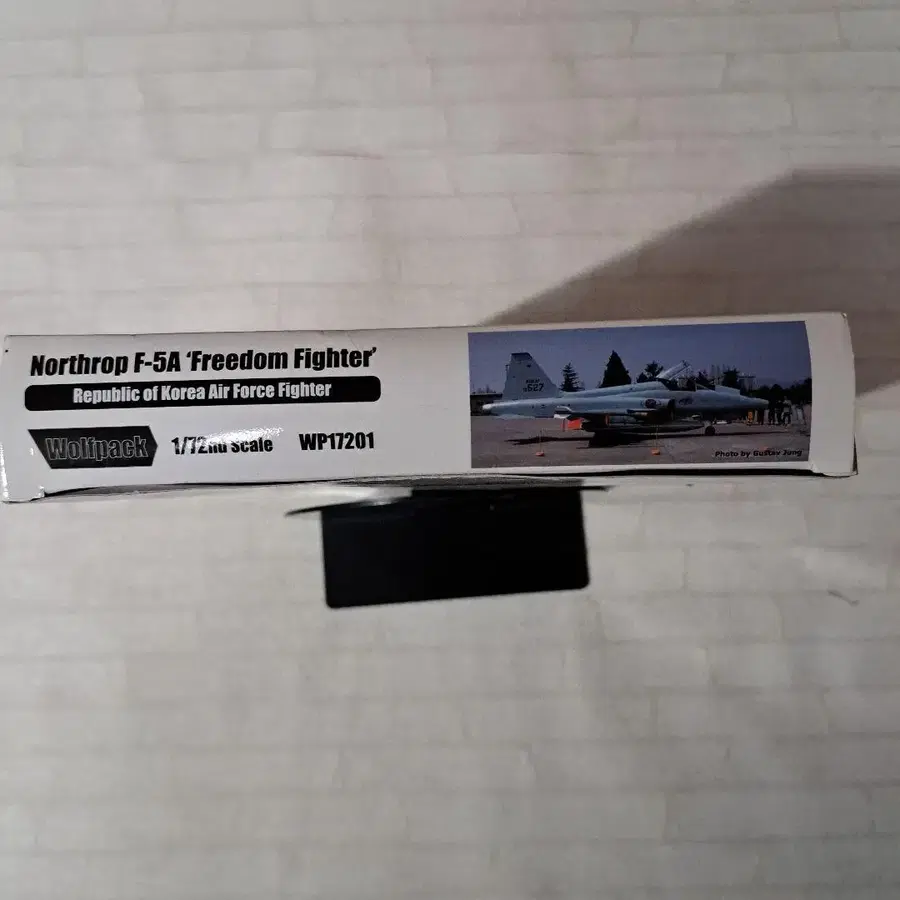 Northrop F-5A 'Freedom Fighter'
Republic of Korea Air Force Fighter
Wolfpack 1/72nd Scale WP17201
527
Photo by Gustav Jung